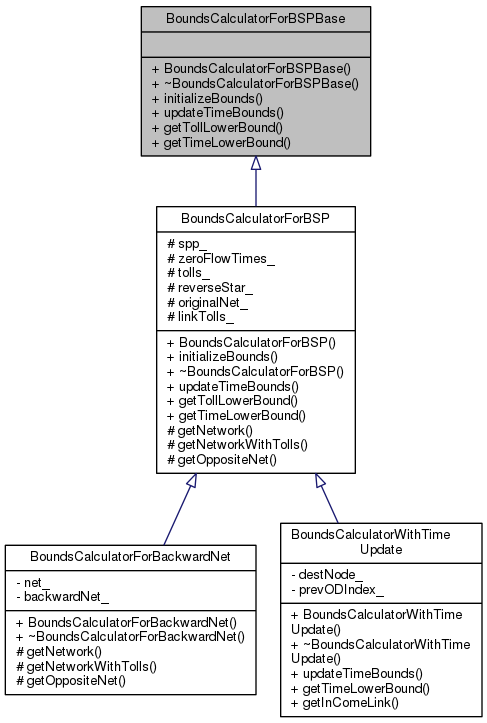 BoundsCalculatorForBSPBase
+ BoundsCalculatorForBSPBase()
+ ~BoundsCalculatorForBSPBase()
+ initializeBounds()
+ updateTimeBounds()
+ getTollLowerBound()
+ getTimeLowerBound()
BoundsCalculatorForBSP
# spp_
# zeroFlowTimes_
# tolls_
# reverseStar_
# originalNet_
# linkTolls_
+ BoundsCalculatorForBSP()
+ initializeBounds()
+ ~BoundsCalculatorForBSP()
+ updateTimeBounds()
+ getTollLowerBound()
+ getTimeLowerBound()
# getNetwork()
# getNetworkWithTolls()
# getOppositeNet()
BoundsCalculatorForBackwardNet
- net_
- backwardNet_
+ BoundsCalculatorForBackwardNet()
+ ~BoundsCalculatorForBackwardNet()
# getNetwork()
# getNetworkWithTolls()
# getOppositeNet()
BoundsCalculatorWithTime
Update
- destNode_
- prevODIndex_
+ BoundsCalculatorWithTime
Update()
+ ~BoundsCalculatorWithTime
Update()
+ updateTimeBounds()
+ getTimeLowerBound()
+ getInComeLink()